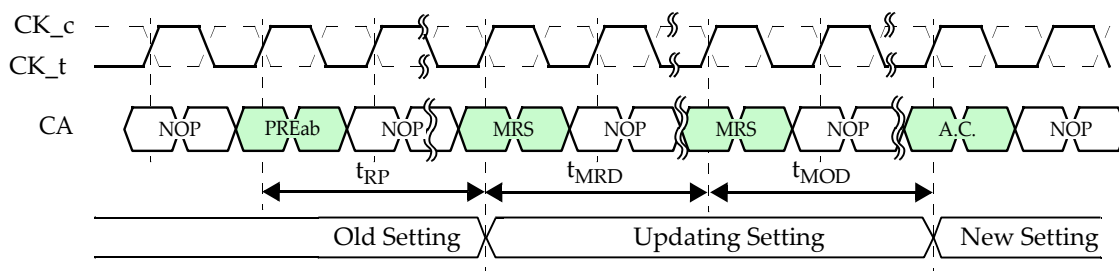 CK_c
CK_t
CA NOP PREab NOP MRS NOP MRS NOP A.C. NOP
tRP tMRD tMOD
Old Setting Updating Setting New Setting